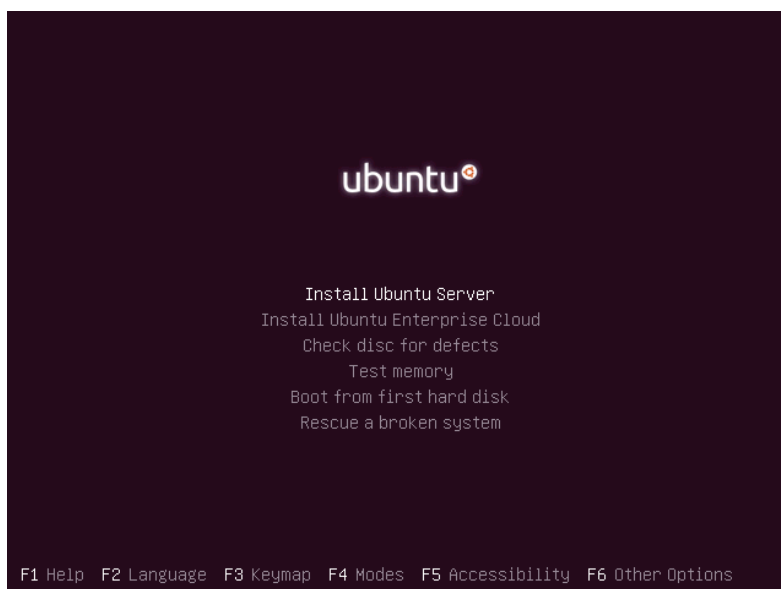 ubuntu
Install Ubuntu Server
Install Ubuntu Enterprise Cloud
Check disc for defects
Test memory
Boot from first hard disk
Rescue a broken system
F1 Help F2 Language F3 Keymap F4 Modes F5 Accessibility F6 Other Options